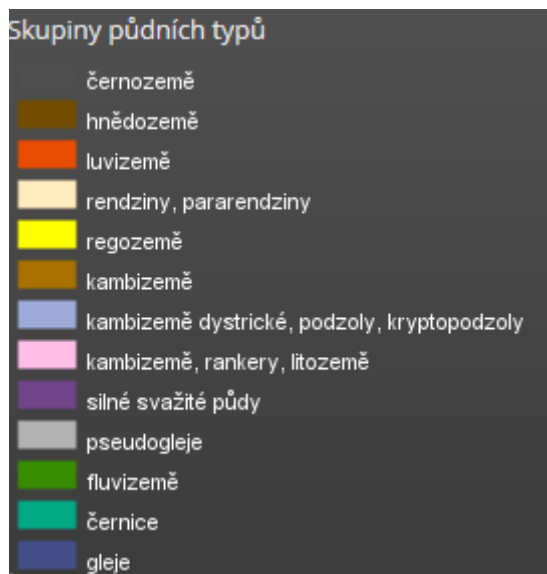 Skupiny půdních typů
černozemě
hnědozemě
luvizemě
rendziny, pararendziny
regozemě
kambizemě
kambizemě dystrické, podzoly, kryptopodzoly
kambizemě, rankery, litozemě
silné svažité půdy
pseudogleje
fluvizemě
černice
gleje